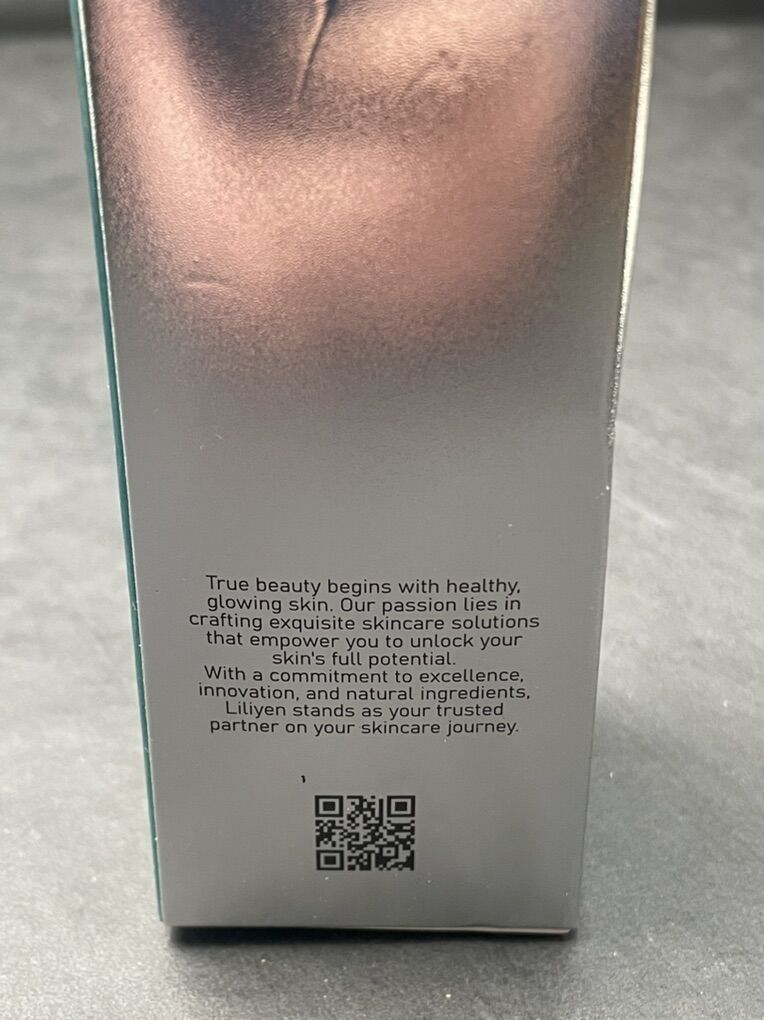 True beauty begins with healthy,
glowing skin. Our passion lies in
crafting exquisite skincare solutions
that empower you to unlock your
skin's full potential.
With a commitment to excellence,
innovation, and natural ingredients,
Liliyen stands as your trusted
partner on your skincare journey.